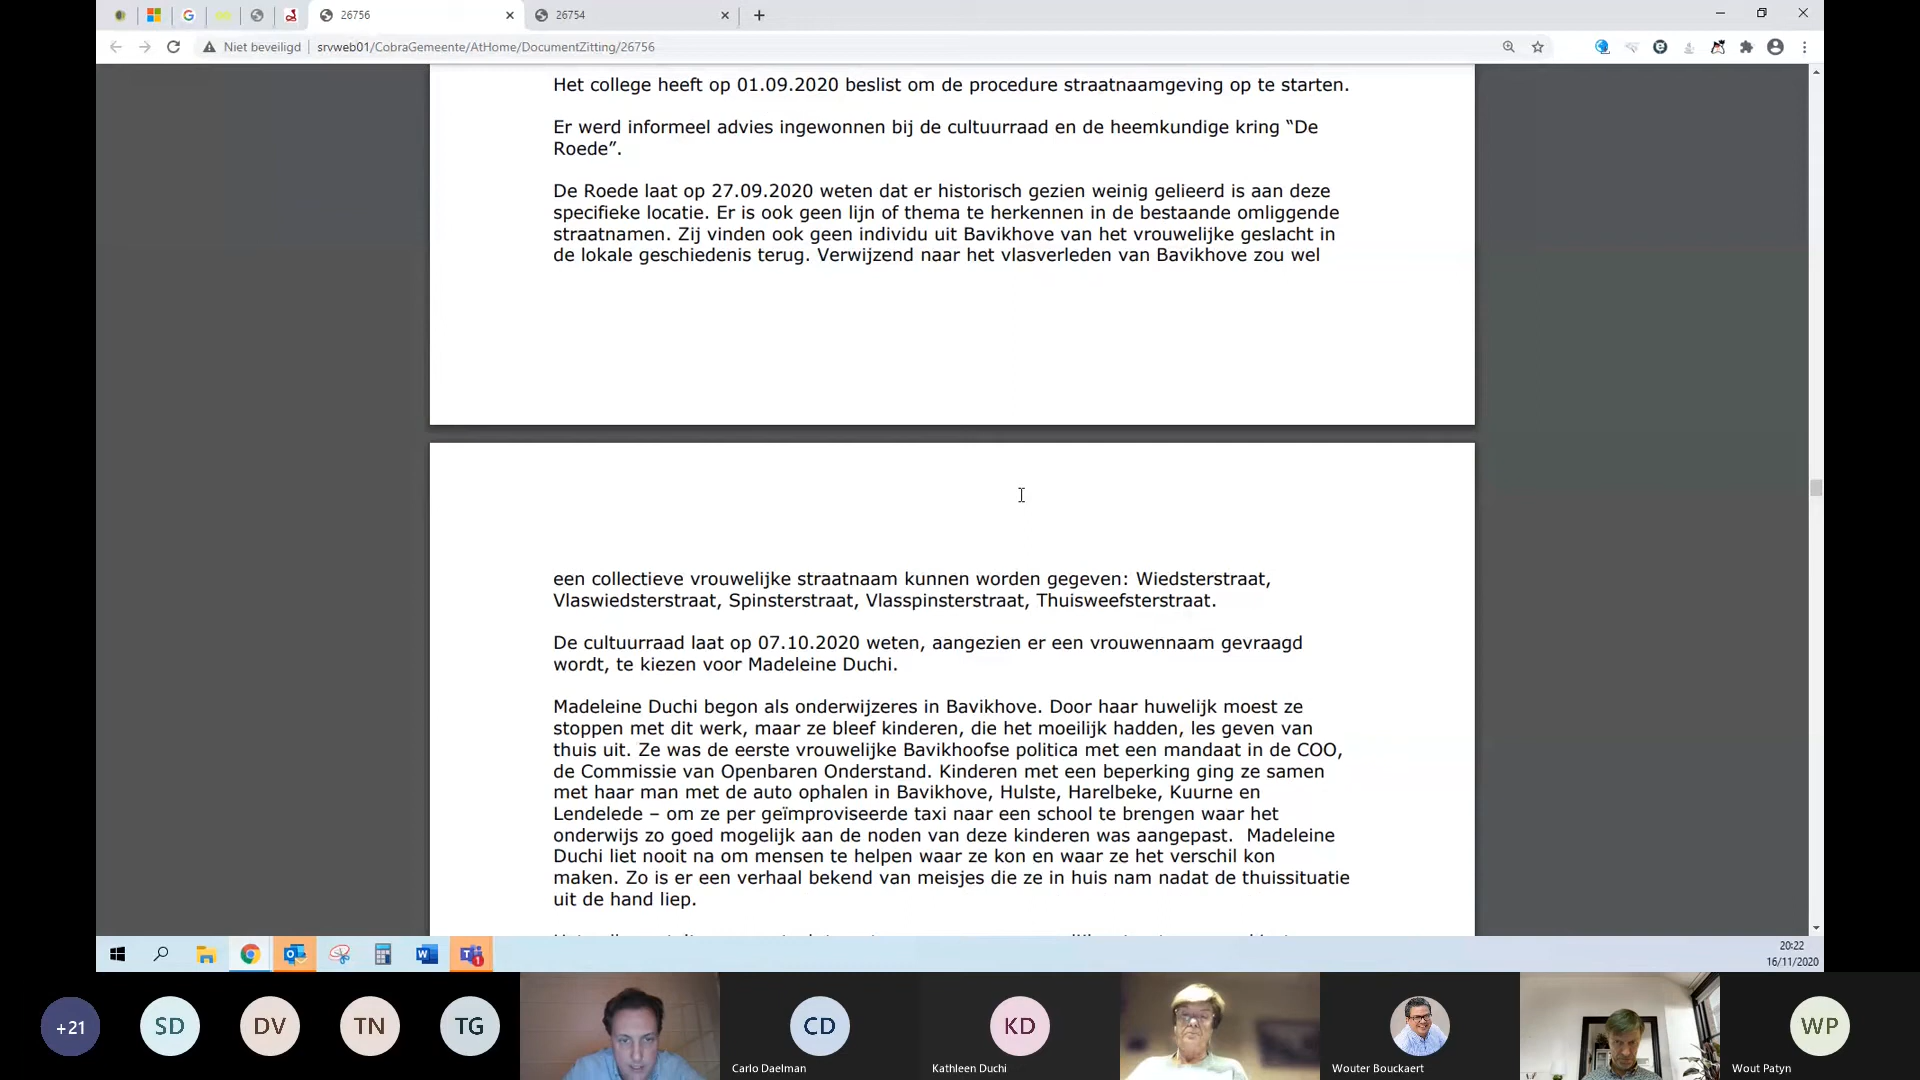 26756
26754
Niet beveiligd
srvweb01/CobraGemeente/AtHome/DocumentZitting/26756
Het college heeft op 01.09.2020 beslist om de procedure straatnaamgeving op te starten.
Er werd informeel advies ingewonnen bij de cultuurraad en de heemkundige kring “De
Roede”.
De Roede laat op 27.09.2020 weten dat er historisch gezien weinig gelieerd is aan deze
specifieke locatie. Er is ook geen lijn of thema te herkennen in de bestaande omliggende
straatnamen. Zij vinden ook geen individu uit Bavikhove van het vrouwelijke geslacht in
de lokale geschiedenis terug. Verwijzend naar het vlasverleden van Bavikhove zou wel
een collectieve vrouwelijke straatnaam kunnen worden gegeven: Wiedsterstraat,
Vlaswiedsterstraat, Spinsterstraat, Vlasspinsterstraat, Thuisweefsterstraat.
De cultuurraad laat op 07.10.2020 weten, aangezien er een vrouwennaam gevraagd
wordt, te kiezen voor Madeleine Duchi.
Madeleine Duchi begon als onderwijzeres in Bavikhove. Door haar huwelijk moest ze
stoppen met dit werk, maar ze bleef kinderen, die het moeilijk hadden, les geven van
thuis uit. Ze was de eerste vrouwelijke Bavikhoofse politica met een mandaat in de COO,
de Commissie van Openbaren Onderstand. Kinderen met een beperking ging ze samen
met haar man met de auto ophalen in Bavikhove, Hulste, Harelbeke, Kuurne en
Lendelede – om ze per geïmproviseerde taxi naar een school te brengen waar het
onderwijs zo goed mogelijk aan de noden van deze kinderen was aangepast.  Madeleine
Duchi liet nooit na om mensen te helpen waar ze kon en waar ze het verschil kon
maken. Zo is er een verhaal bekend van meisjes die ze in huis nam nadat de thuissituatie
uit de hand liep.
20:22
16/11/2020
+21
SD
DV
TN
TG
CD
Carlo Daelman
KD
Kathleen Duchi
Wouter Bouckaert
WP
Wout Patyn